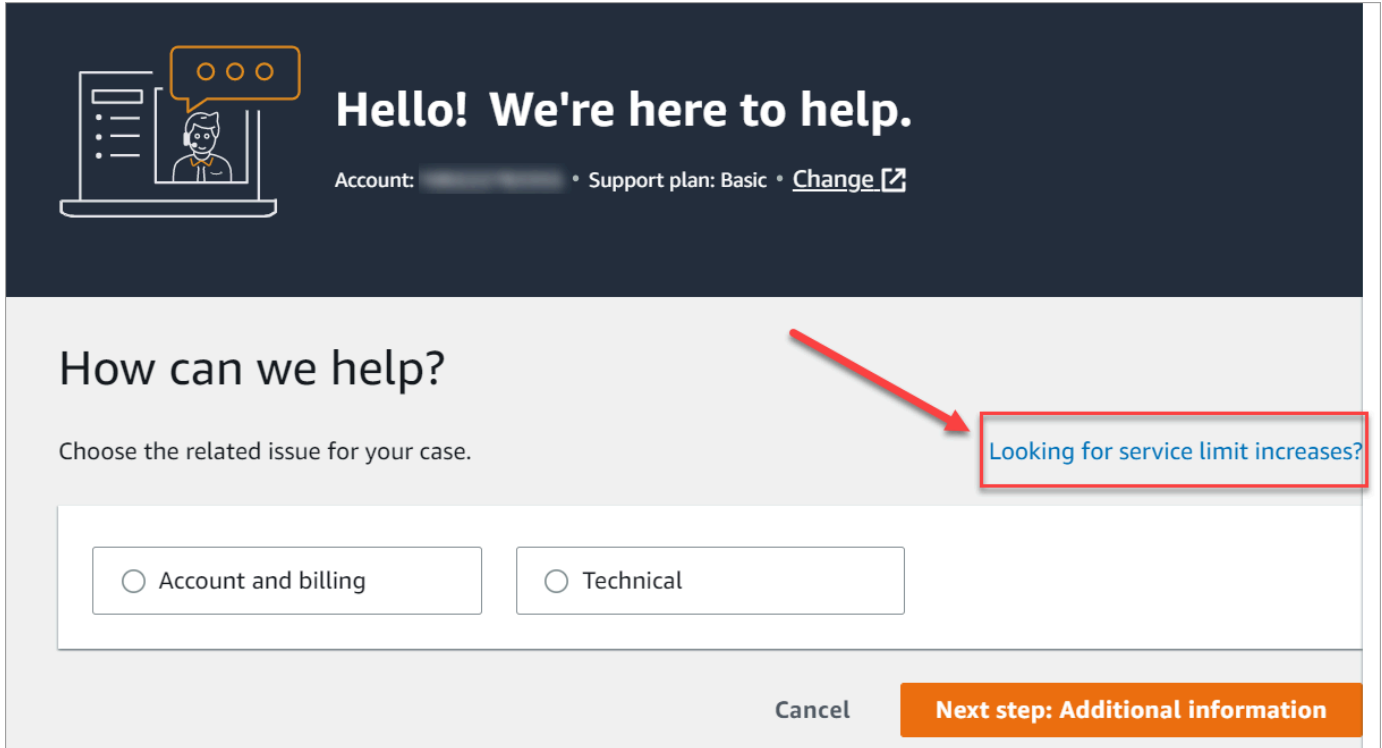 Hello! We're here to help.
Account: • Support plan: Basic • Change
How can we help?
Choose the related issue for your case.
Looking for service limit increases?
Account and billing
Technical
Cancel
Next step: Additional information